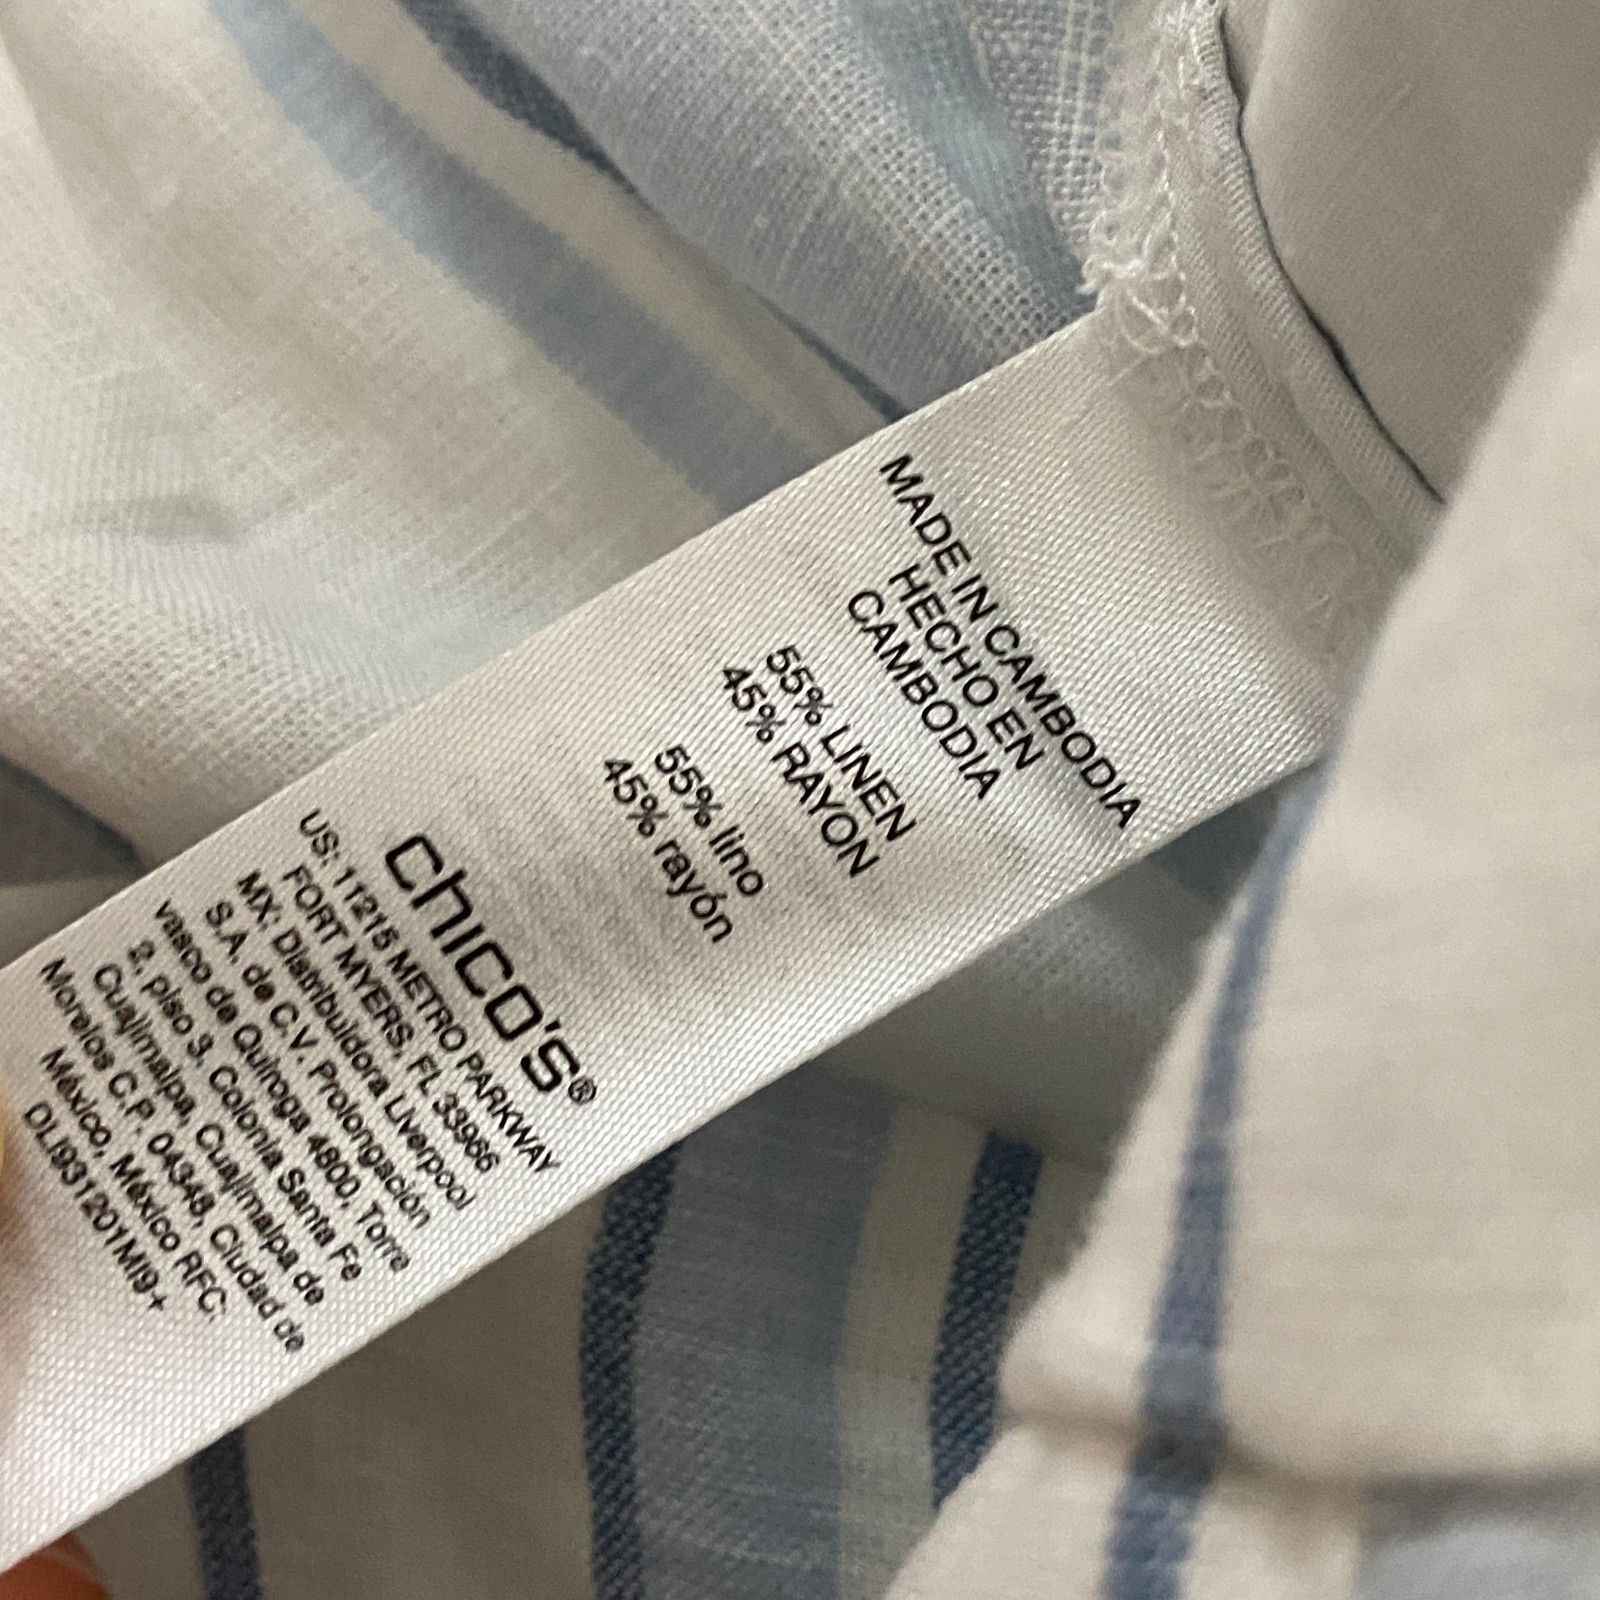 MADE IN CAMBODIA
HECHO EN
CAMBODIA
55% LINEN
45% RAYON
55% lino
45% rayón
chico's®
US: 11215 METRO PARKWAY
FORT MYERS, FL 33966
MX: Distribuidora Liverpool
S.A. de C.V. Prolongación
vasco de Quiroga 4800, Torre
2, piso 3. Colonia Santa Fe
Cuajimalpa, Cuajimalpa de
Morelos C.P. 04348, Ciudad de
México, México RFC:
DLI931201MI9+